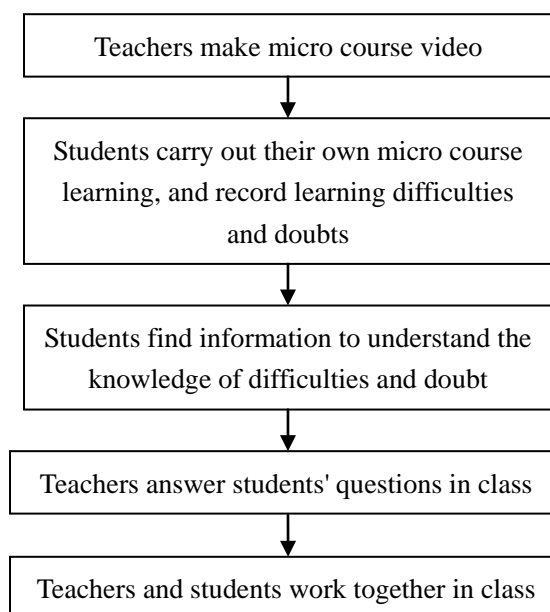 Teachers make micro course video
Students carry out their own micro course
learning, and record learning difficulties
and doubts
Students find information to understand the
knowledge of difficulties and doubt
Teachers answer students' questions in class
Teachers and students work together in class